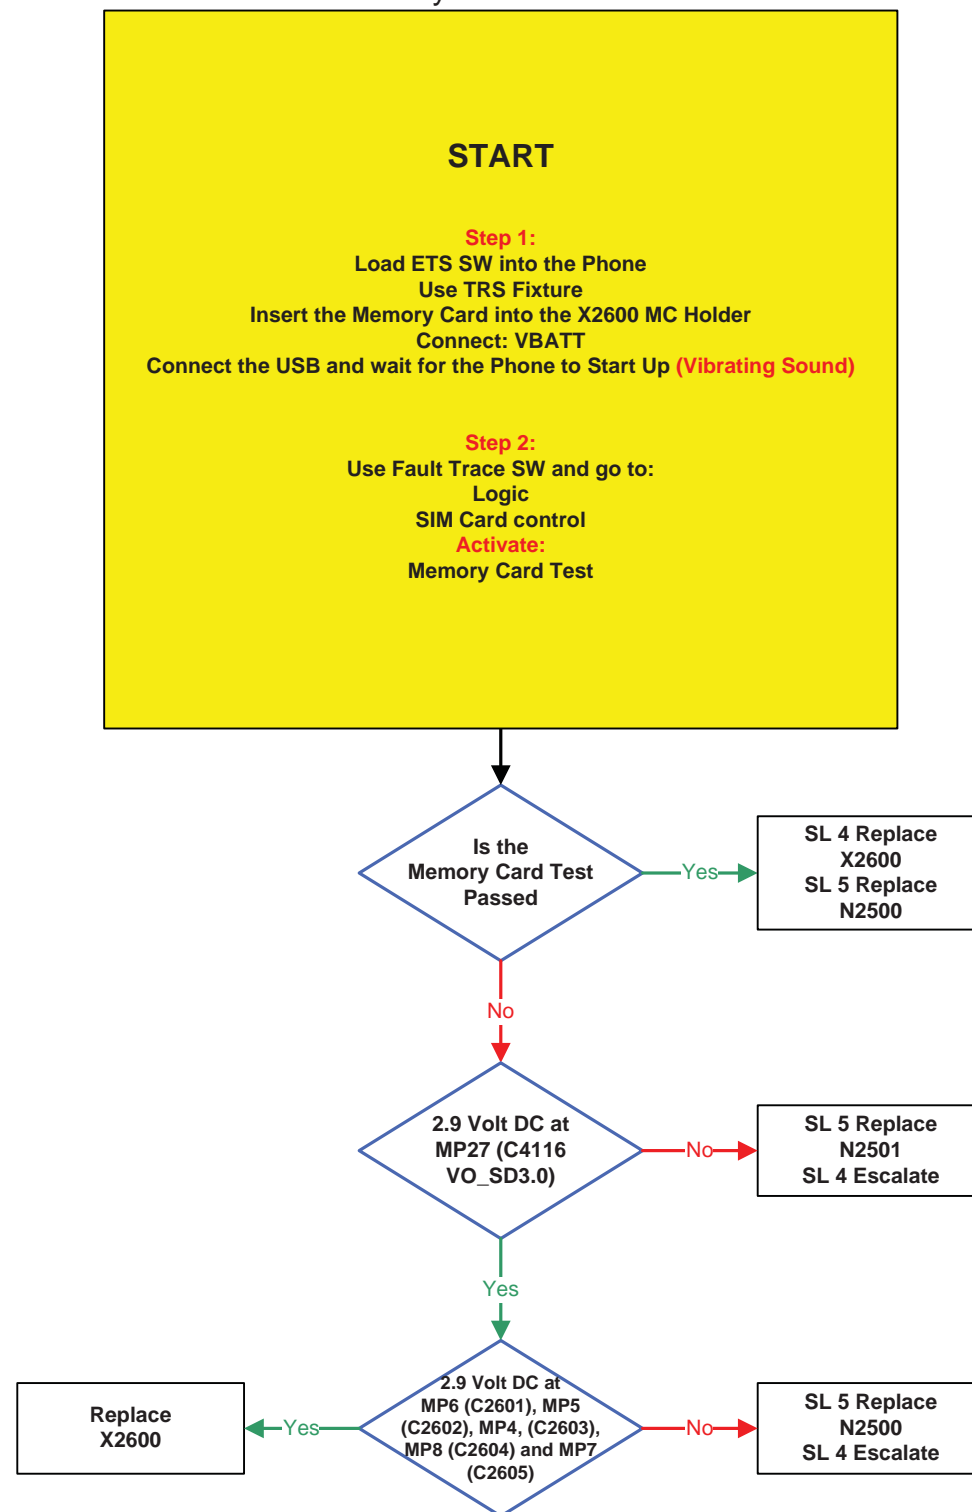 START
Step 1:
Load ETS SW into the Phone
Use TRS Fixture
Insert the Memory Card into the X2600 MC Holder
Connect: VBATT
Connect the USB and wait for the Phone to Start Up (Vibrating Sound)
Step 2:
Use Fault Trace SW and go to:
Logic
SIM Card control
Activate:
Memory Card Test
Is the
Memory Card Test
Passed
Yes
SL 4 Replace
X2600
SL 5 Replace
N2500
No
2.9 Volt DC at
MP27 (C4116
VO_SD3.0)
No
SL 5 Replace
N2501
SL 4 Escalate
Yes
2.9 Volt DC at
MP6 (C2601), MP5
(C2602), MP4, (C2603),
MP8 (C2604) and MP7
(C2605)
Yes
Replace
X2600
No
SL 5 Replace
N2500
SL 4 Escalate